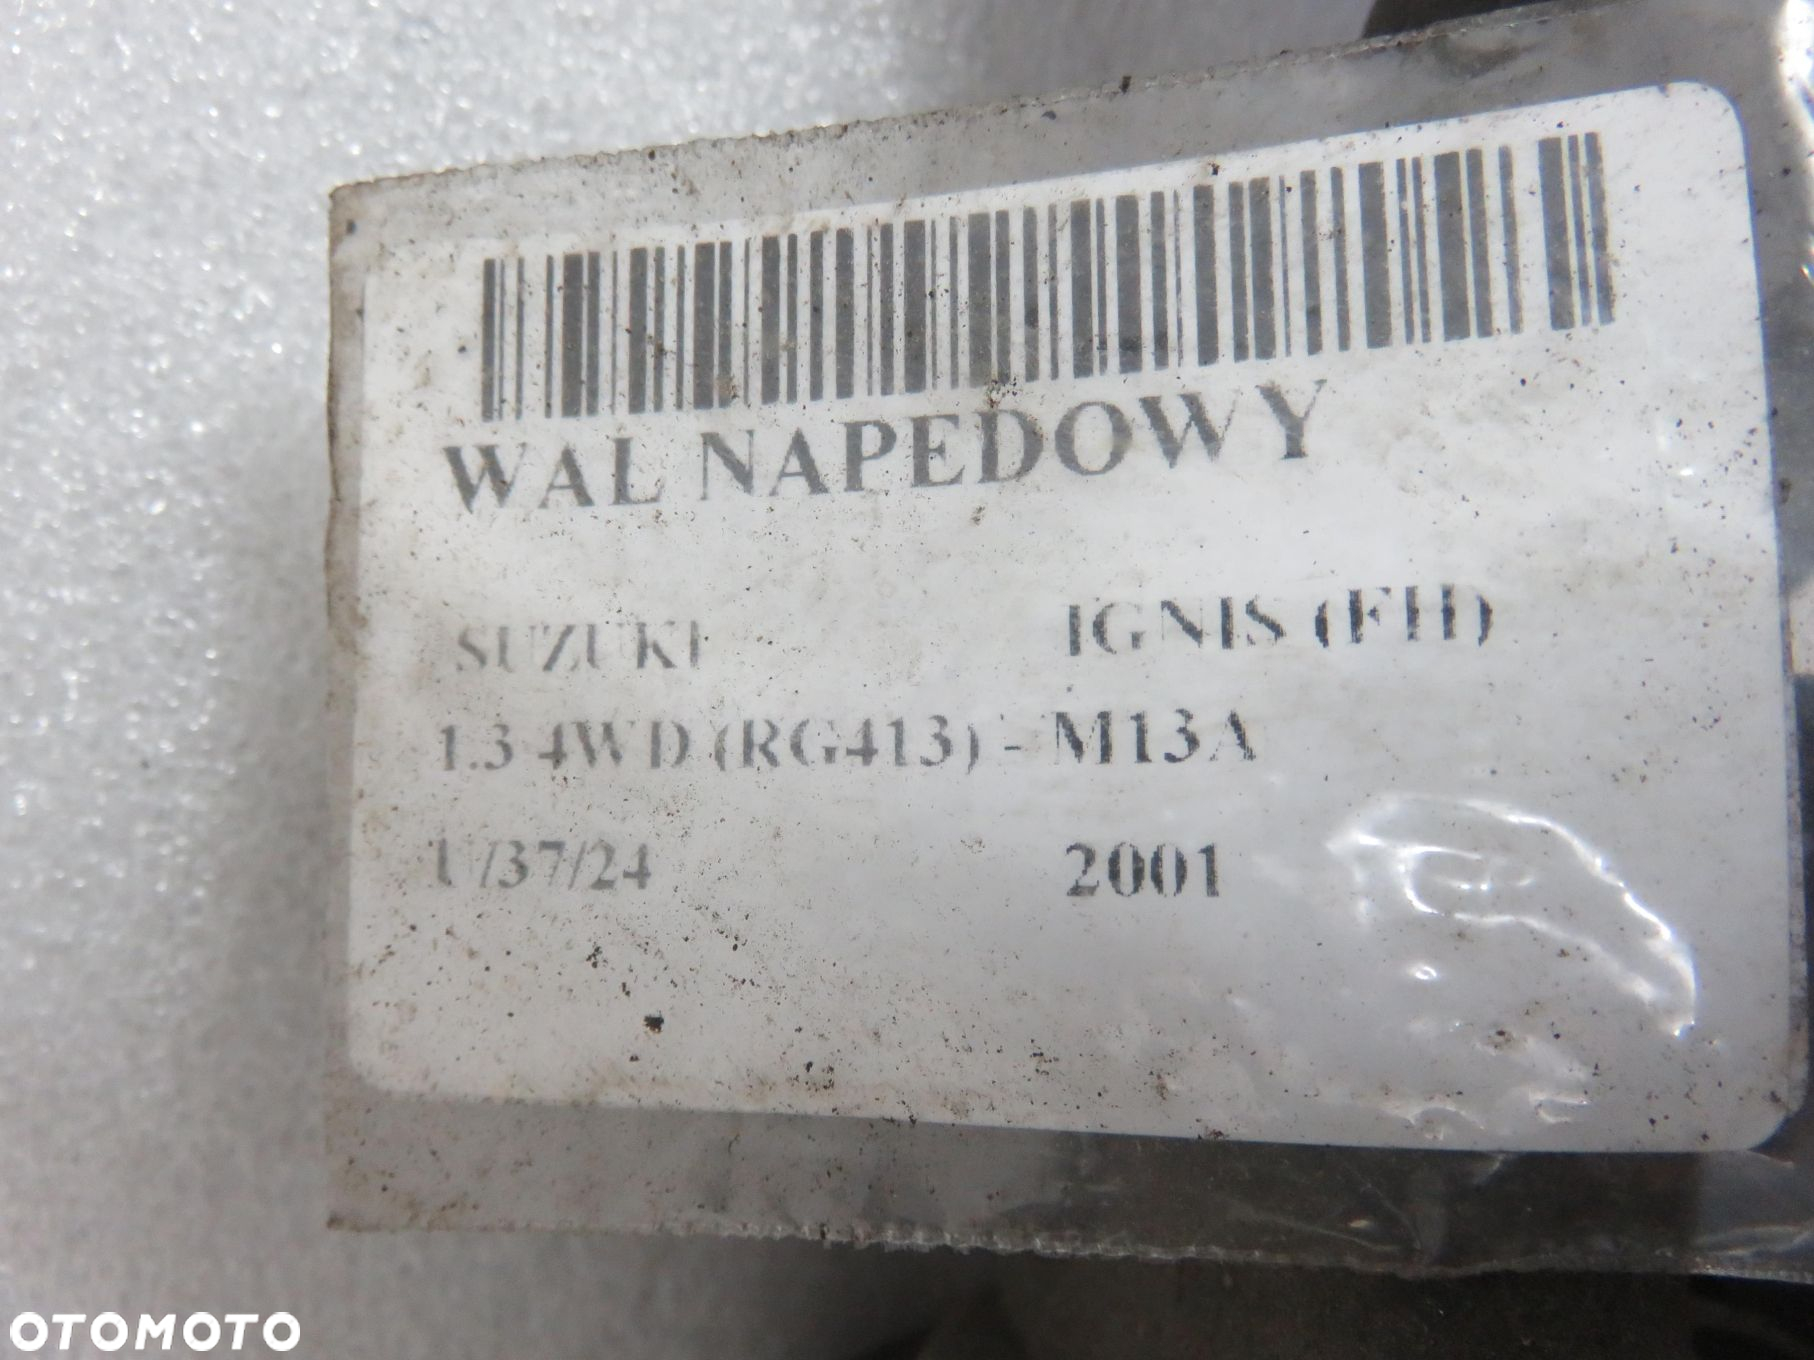 WAL NAPEDOWY
SUZUKI IGNIS (FH)
1.3 4WD (RG413) - M13A
U/37/24 2001
OTOMOTO